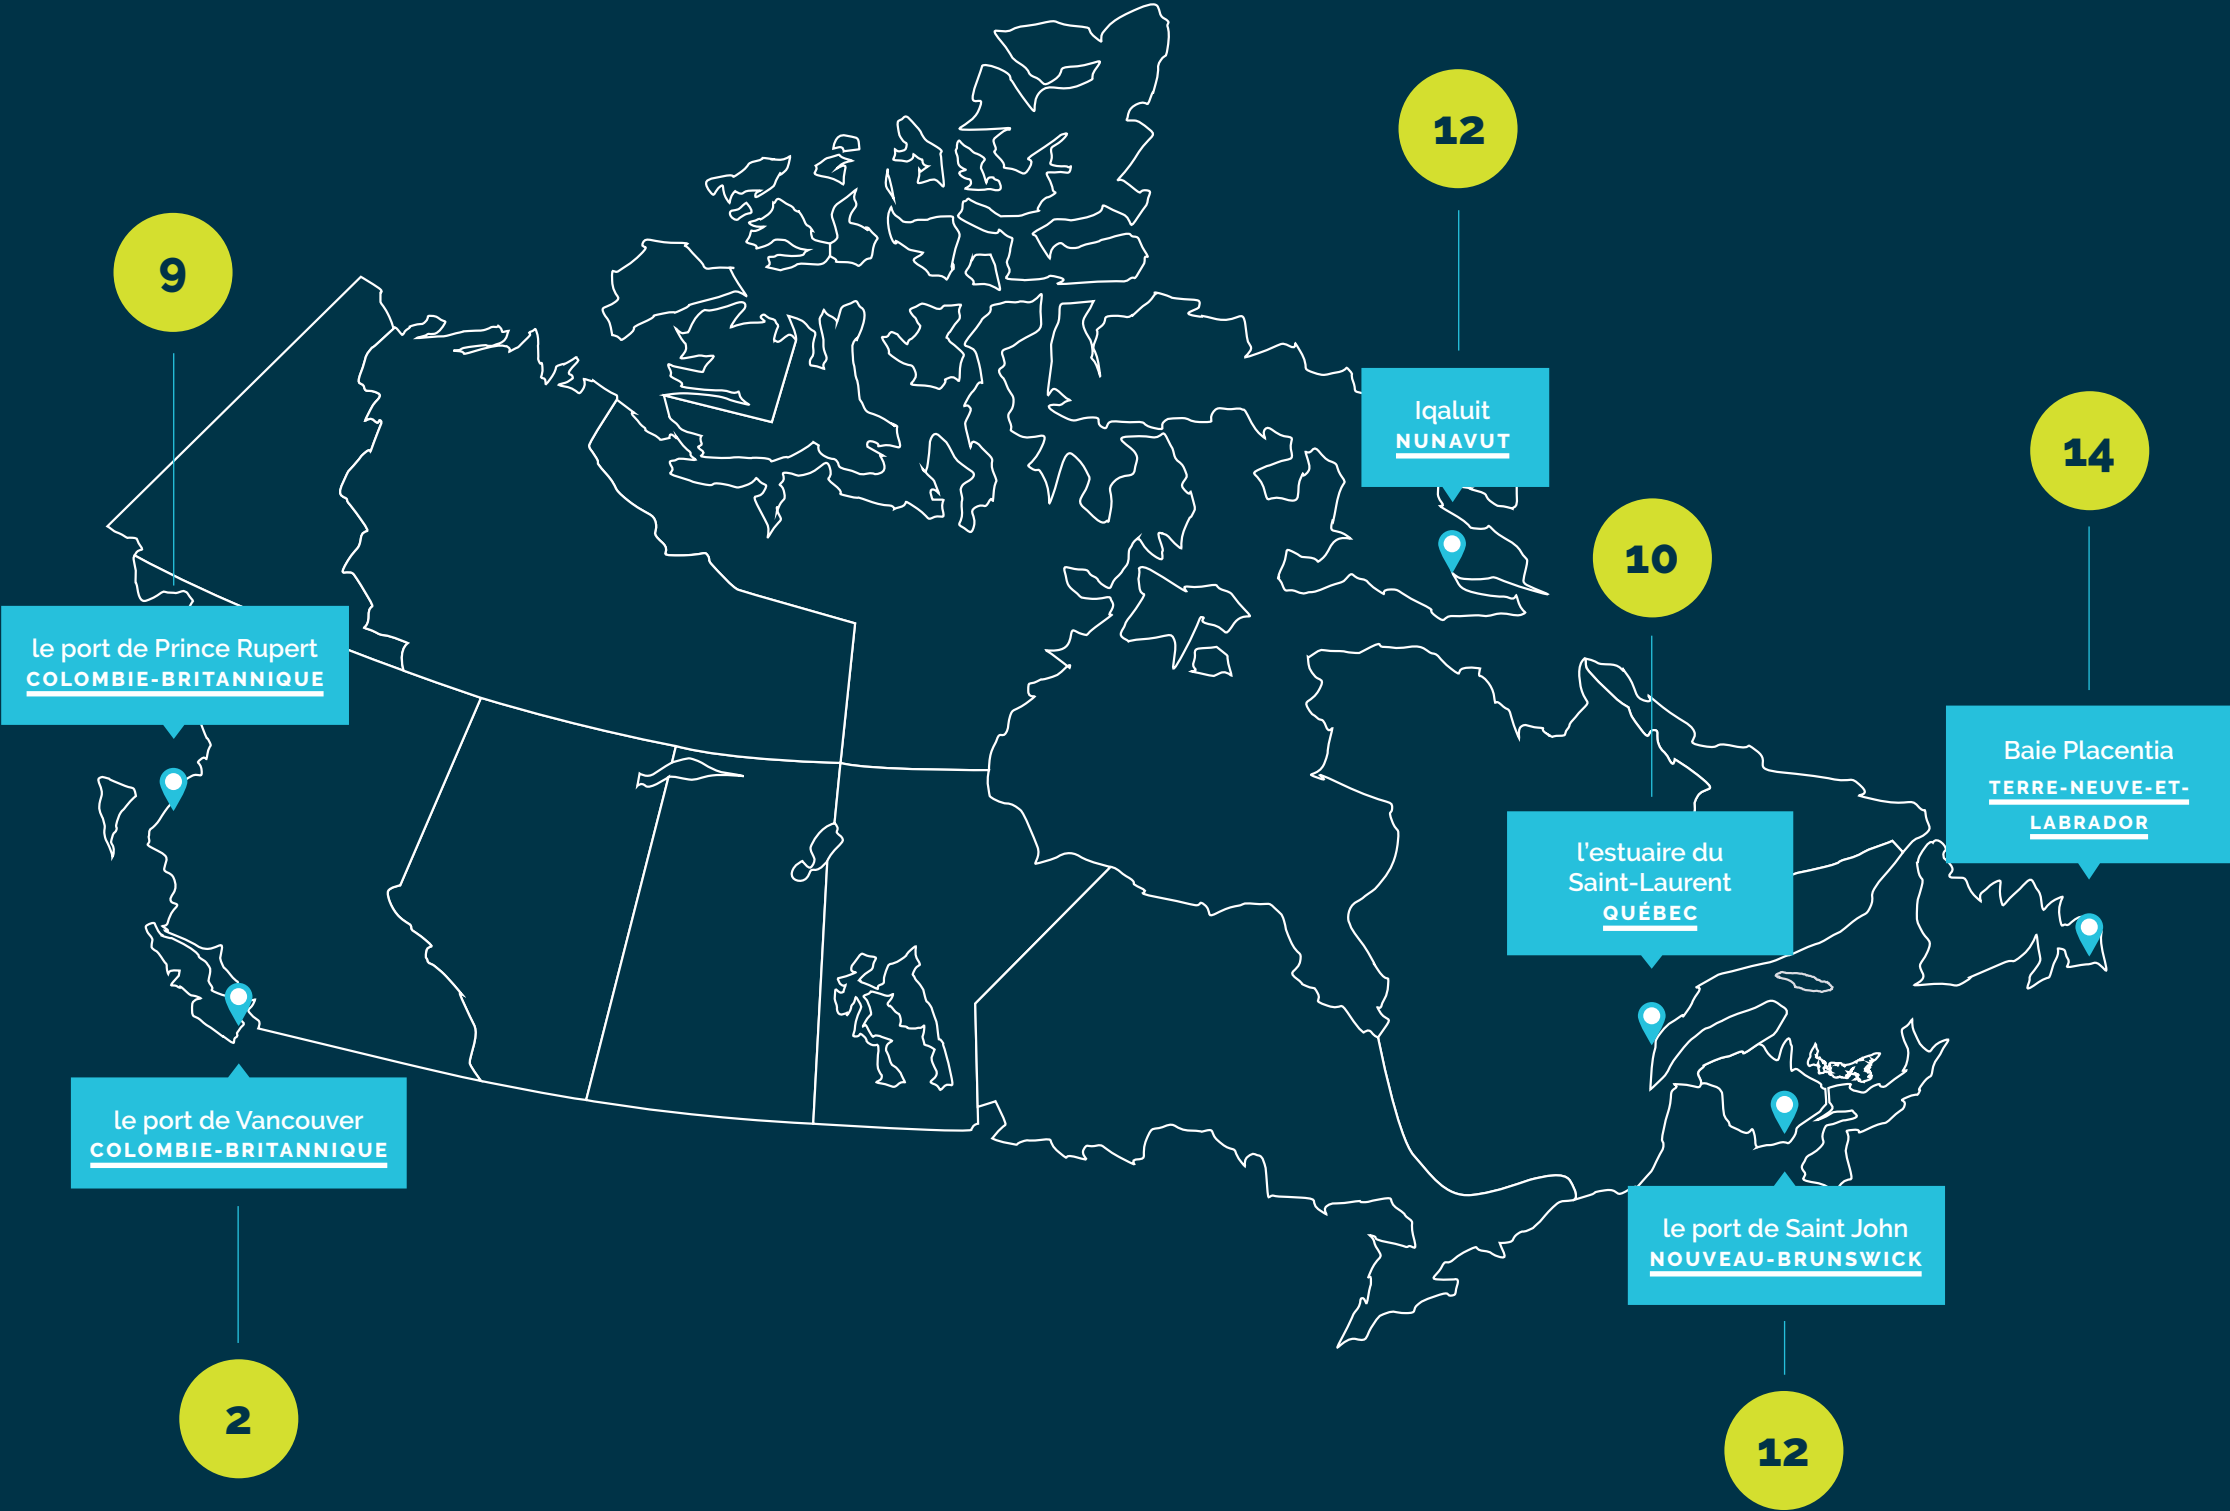 12
Iqaluit
NUNAVUT
9
le port de Prince Rupert
COLOMBIE-BRITANNIQUE
14
Baie Placentia
TERRE-NEUVE-ET-
LABRADOR
10
l'estuaire du
Saint-Laurent
QUÉBEC
le port de Vancouver
COLOMBIE-BRITANNIQUE
2
le port de Saint John
NOUVEAU-BRUNSWICK
12